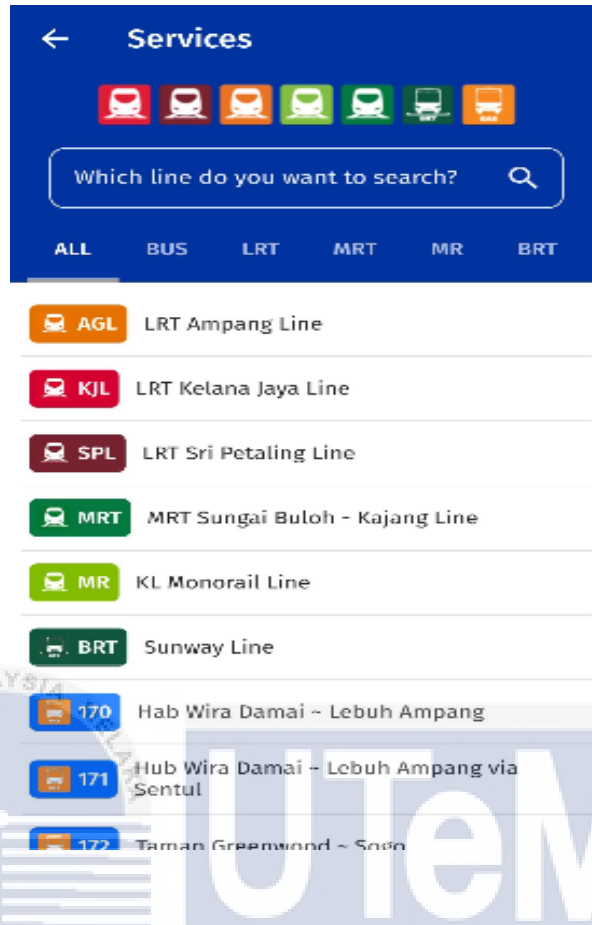 Services
Which line do you want to search?
ALL BUS LRT MRT MR BRT
AGL LRT Ampang Line
KJL LRT Kelana Jaya Line
SPL LRT Sri Petaling Line
MRT MRT Sungai Buloh - Kajang Line
MR KL Monorail Line
BRT Sunway Line
170 Hab Wira Damai ~ Lebuh Ampang
171 Hub Wira Damai ~ Lebuh Ampang via
Sentul
172 Taman Greenwood ~ Sogo
UTeM